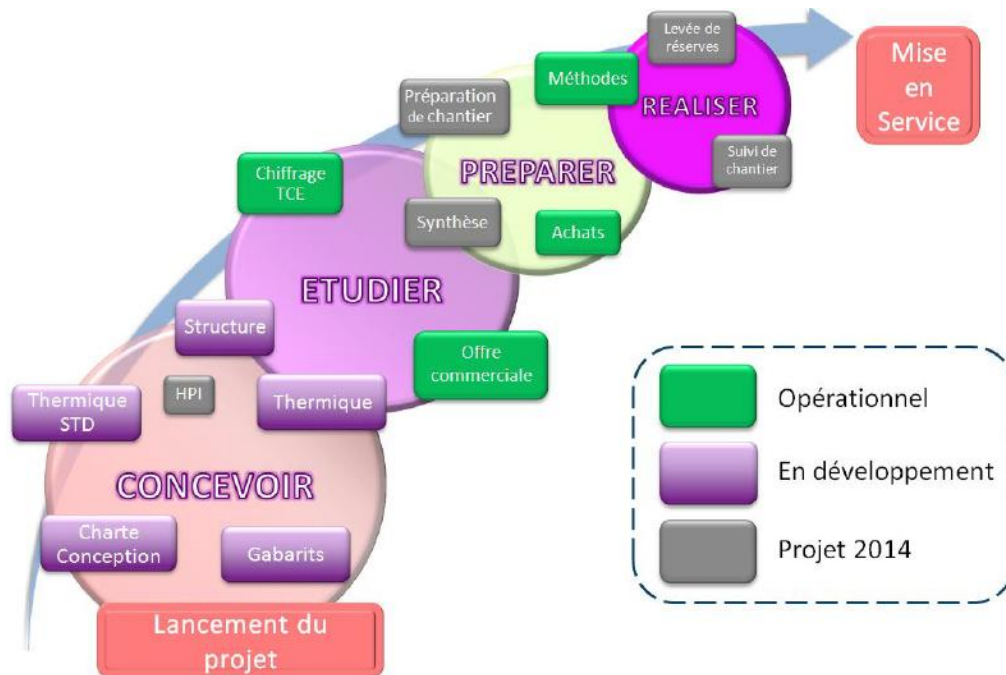 Levée de
réserves
Mise
en
Service
Méthodes
Préparation
de chantier
REALISER
Suivi de
chantier
PREPARER
Chiffrage
TCE
Synthèse
Achats
ETUDIER
Structure
Offre
commerciale
HPI
Thermique
Thermique
STD
CONCEVOIR
Charte
Conception
Gabarits
Lancement du
projet
Opérationnel
En développement
Projet 2014